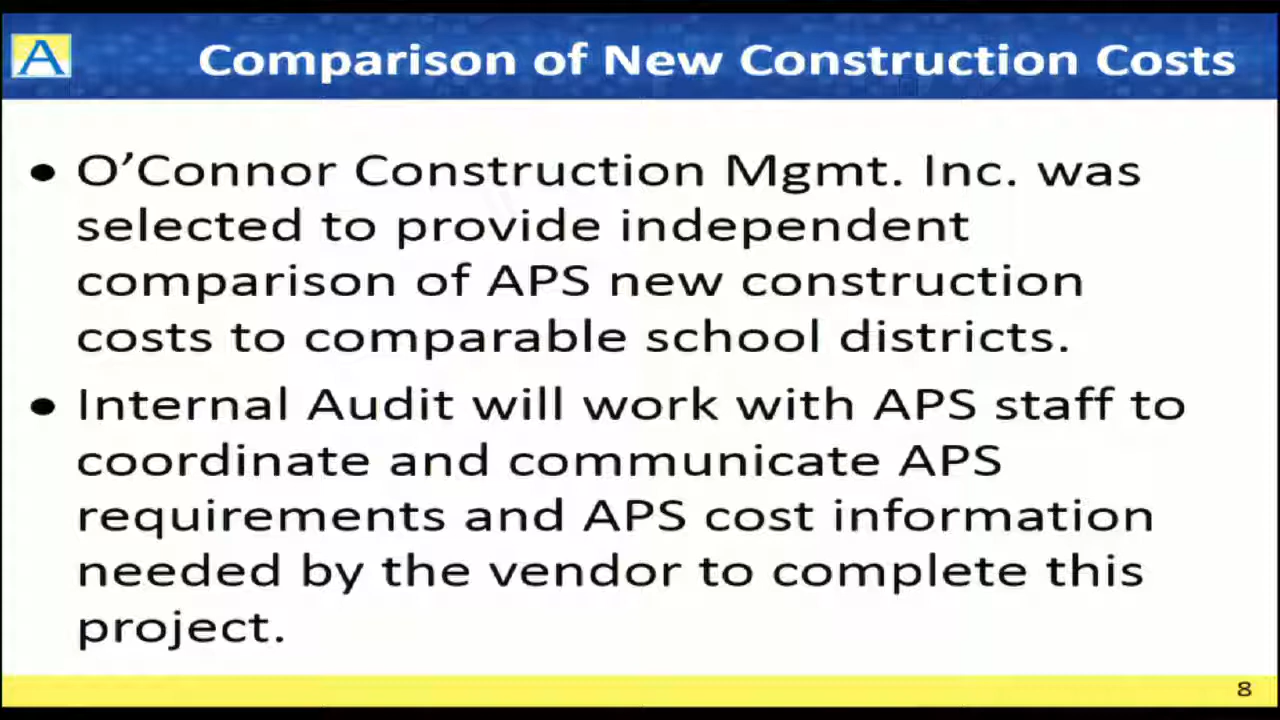 A
Comparison of New Construction Costs
• O’Connor Construction Mgmt. Inc. was
selected to provide independent
comparison of APS new construction
costs to comparable school districts.
• Internal Audit will work with APS staff to
coordinate and communicate APS
requirements and APS cost information
needed by the vendor to complete this
project.
8